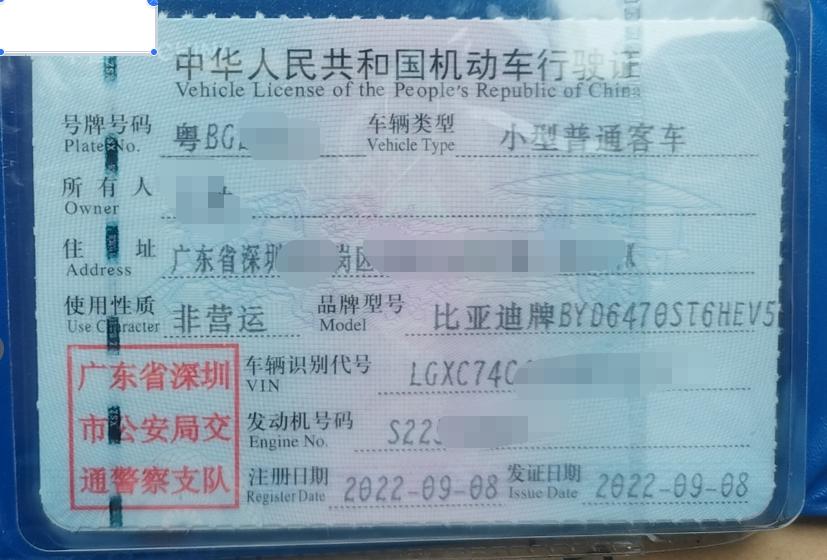 中华人民共和国机动车行驶证
Vehicle License of the People's Republic of China
号牌号码 粤BG 车辆类型 小型普通客车
Plate No. Vehicle Type
所有人
Owner
住址 广东省深圳 岗区
Address
使用性质 非营运 品牌型号 比亚迪牌BYD6470ST6HEV5
Use Character Model
广东省深圳 车辆识别代号 LGXC74C
VIN
市公安局交 发动机号码 S22
Engine No.
通警察支队 注册日期 2022-09-08 发证日期 2022-09-08
Register Date Issue Date